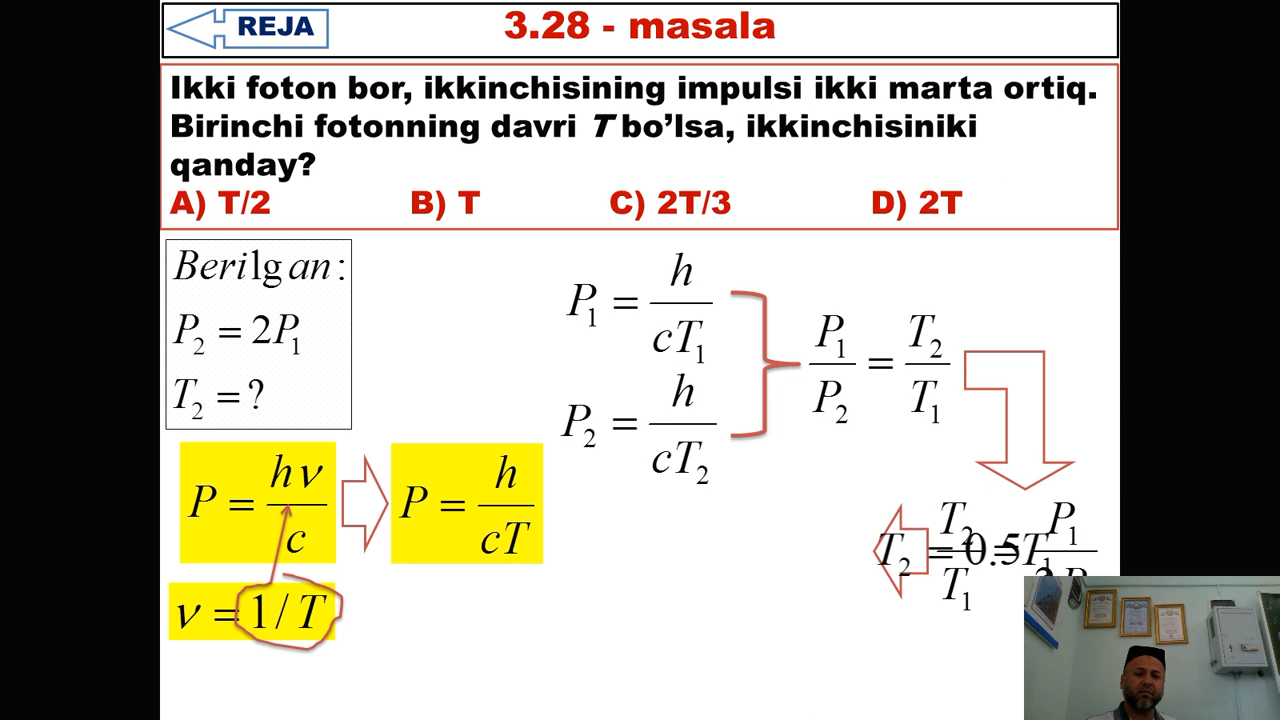 REJA
3.28 - masala
Ikki foton bor, ikkinchisining impulsi ikki marta ortiq.
Birinchi fotonning davri T bo’lsa, ikkinchisiniki
qanday?
A) T/2 B) T C) 2T/3 D) 2T
Berilgan:
P₂ = 2P₁
T₂ = ?
P = hν/c
P = h/cT
ν = 1/T
P₁ = h/cT₁
P₂ = h/cT₂
P₁/P₂ = T₂/T₁
T₂ = 0.5T₁
T₂/T₁ =